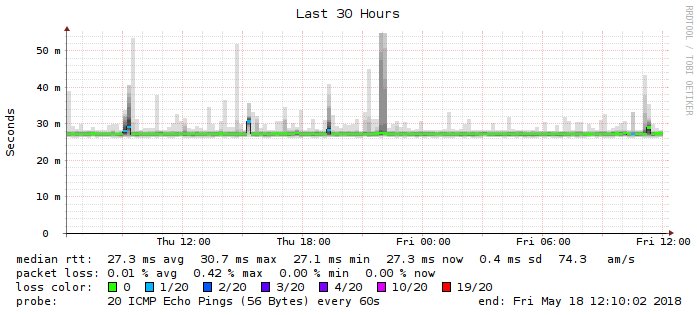 Last 30 Hours
RRDTOOL / TOBI OETIKER
Seconds
50 m
40 m
30 m
20 m
10 m
0
Thu 12:00 Thu 18:00 Fri 00:00 Fri 06:00 Fri 12:00
median rtt: 27.3 ms avg 30.7 ms max 27.1 ms min 27.3 ms now 0.4 ms sd 74.3 am/s
packet loss: 0.01 % avg 0.42 % max 0.00 % min 0.00 % now
loss color: 0 1/20 2/20 3/20 4/20 10/20 19/20
probe: 20 ICMP Echo Pings (56 Bytes) every 60s end: Fri May 18 12:10:02 2018